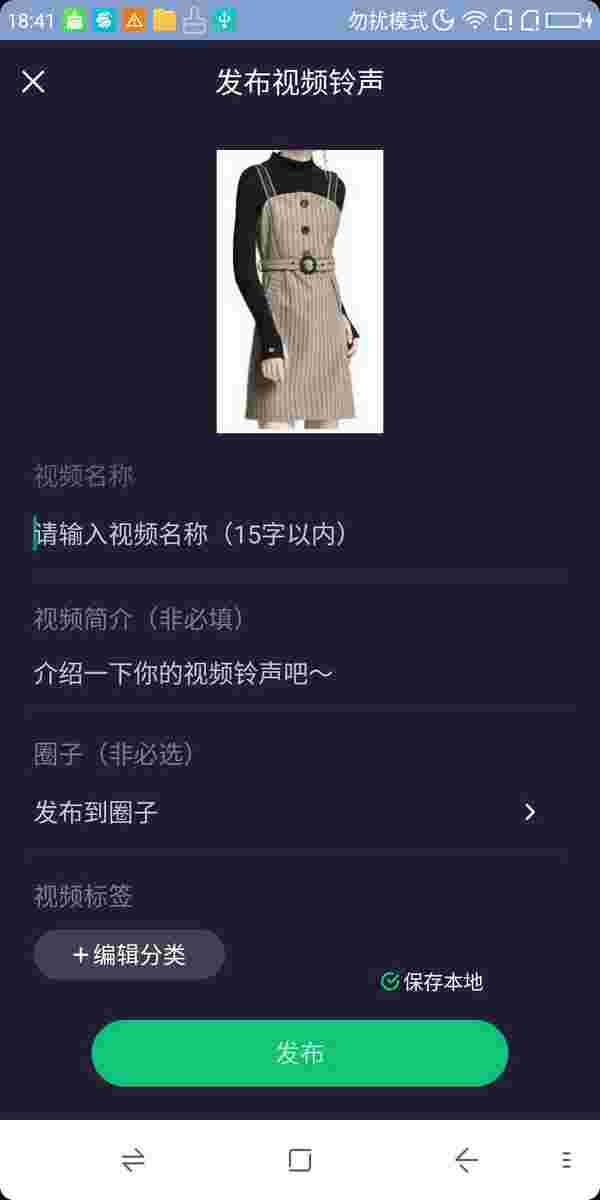 18:41
勿扰模式
发布视频铃声
视频名称
请输入视频名称（15字以内）
视频简介（非必填）
介绍一下你的视频铃声吧～
圈子（非必选）
发布到圈子
视频标签
+编辑分类
保存本地
发布